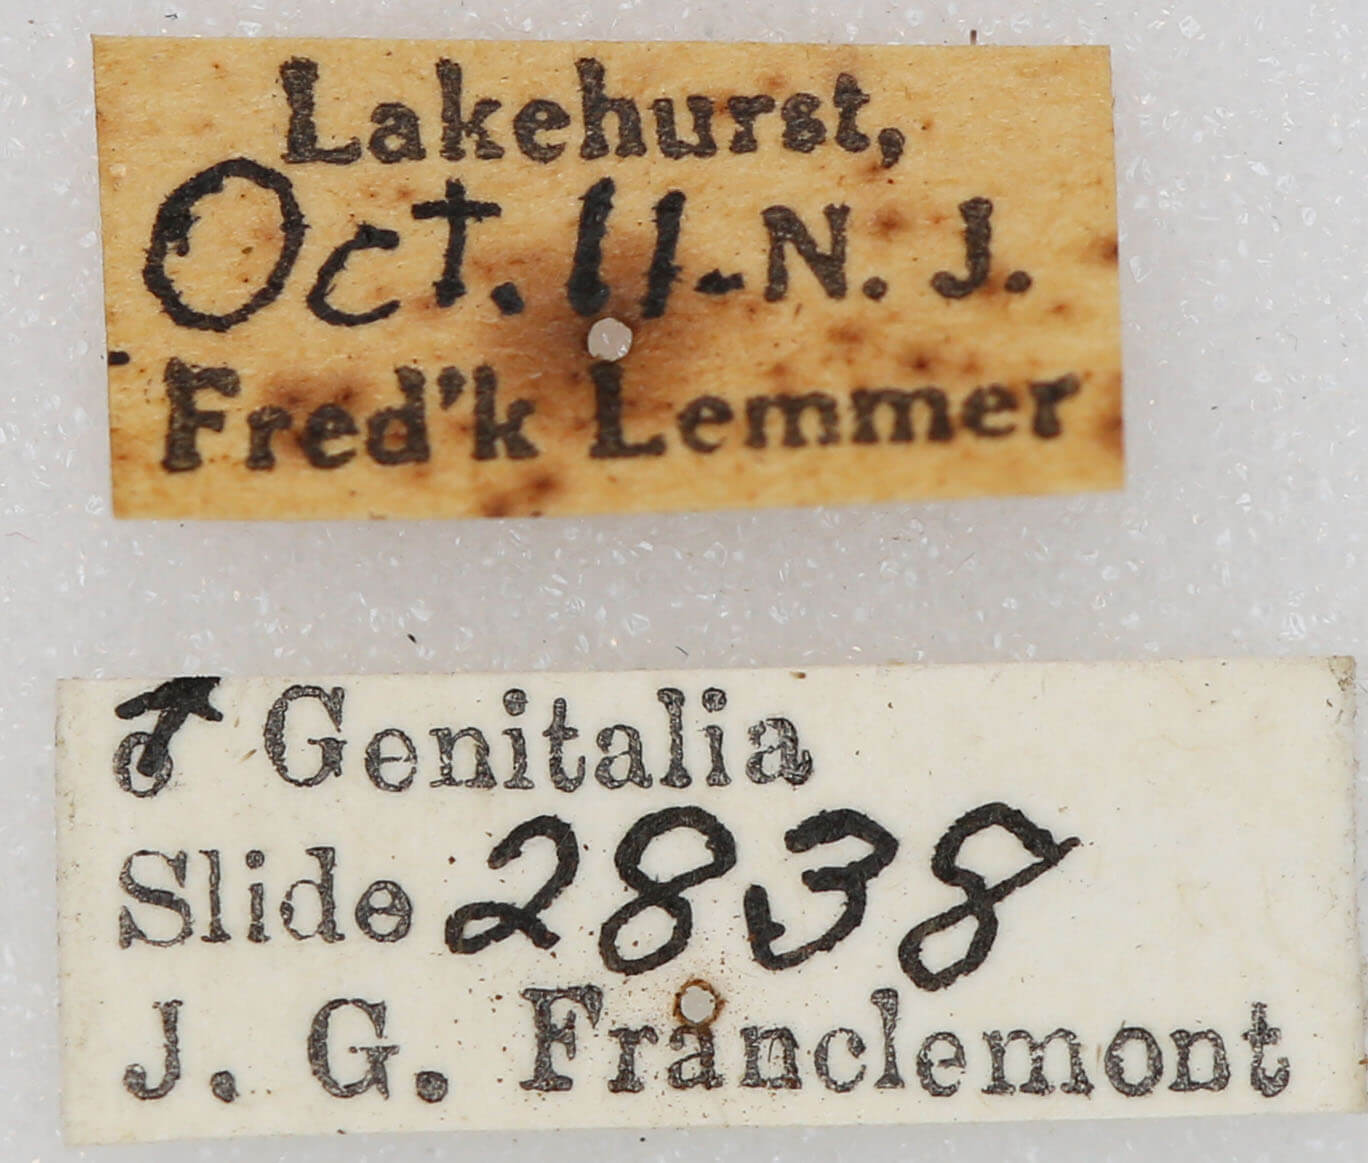 Lakehurst,
Oct. 11- N. J.
Fred'k Lemmer
♂ Genitalia
Slide 2838
J. G. Franclemont